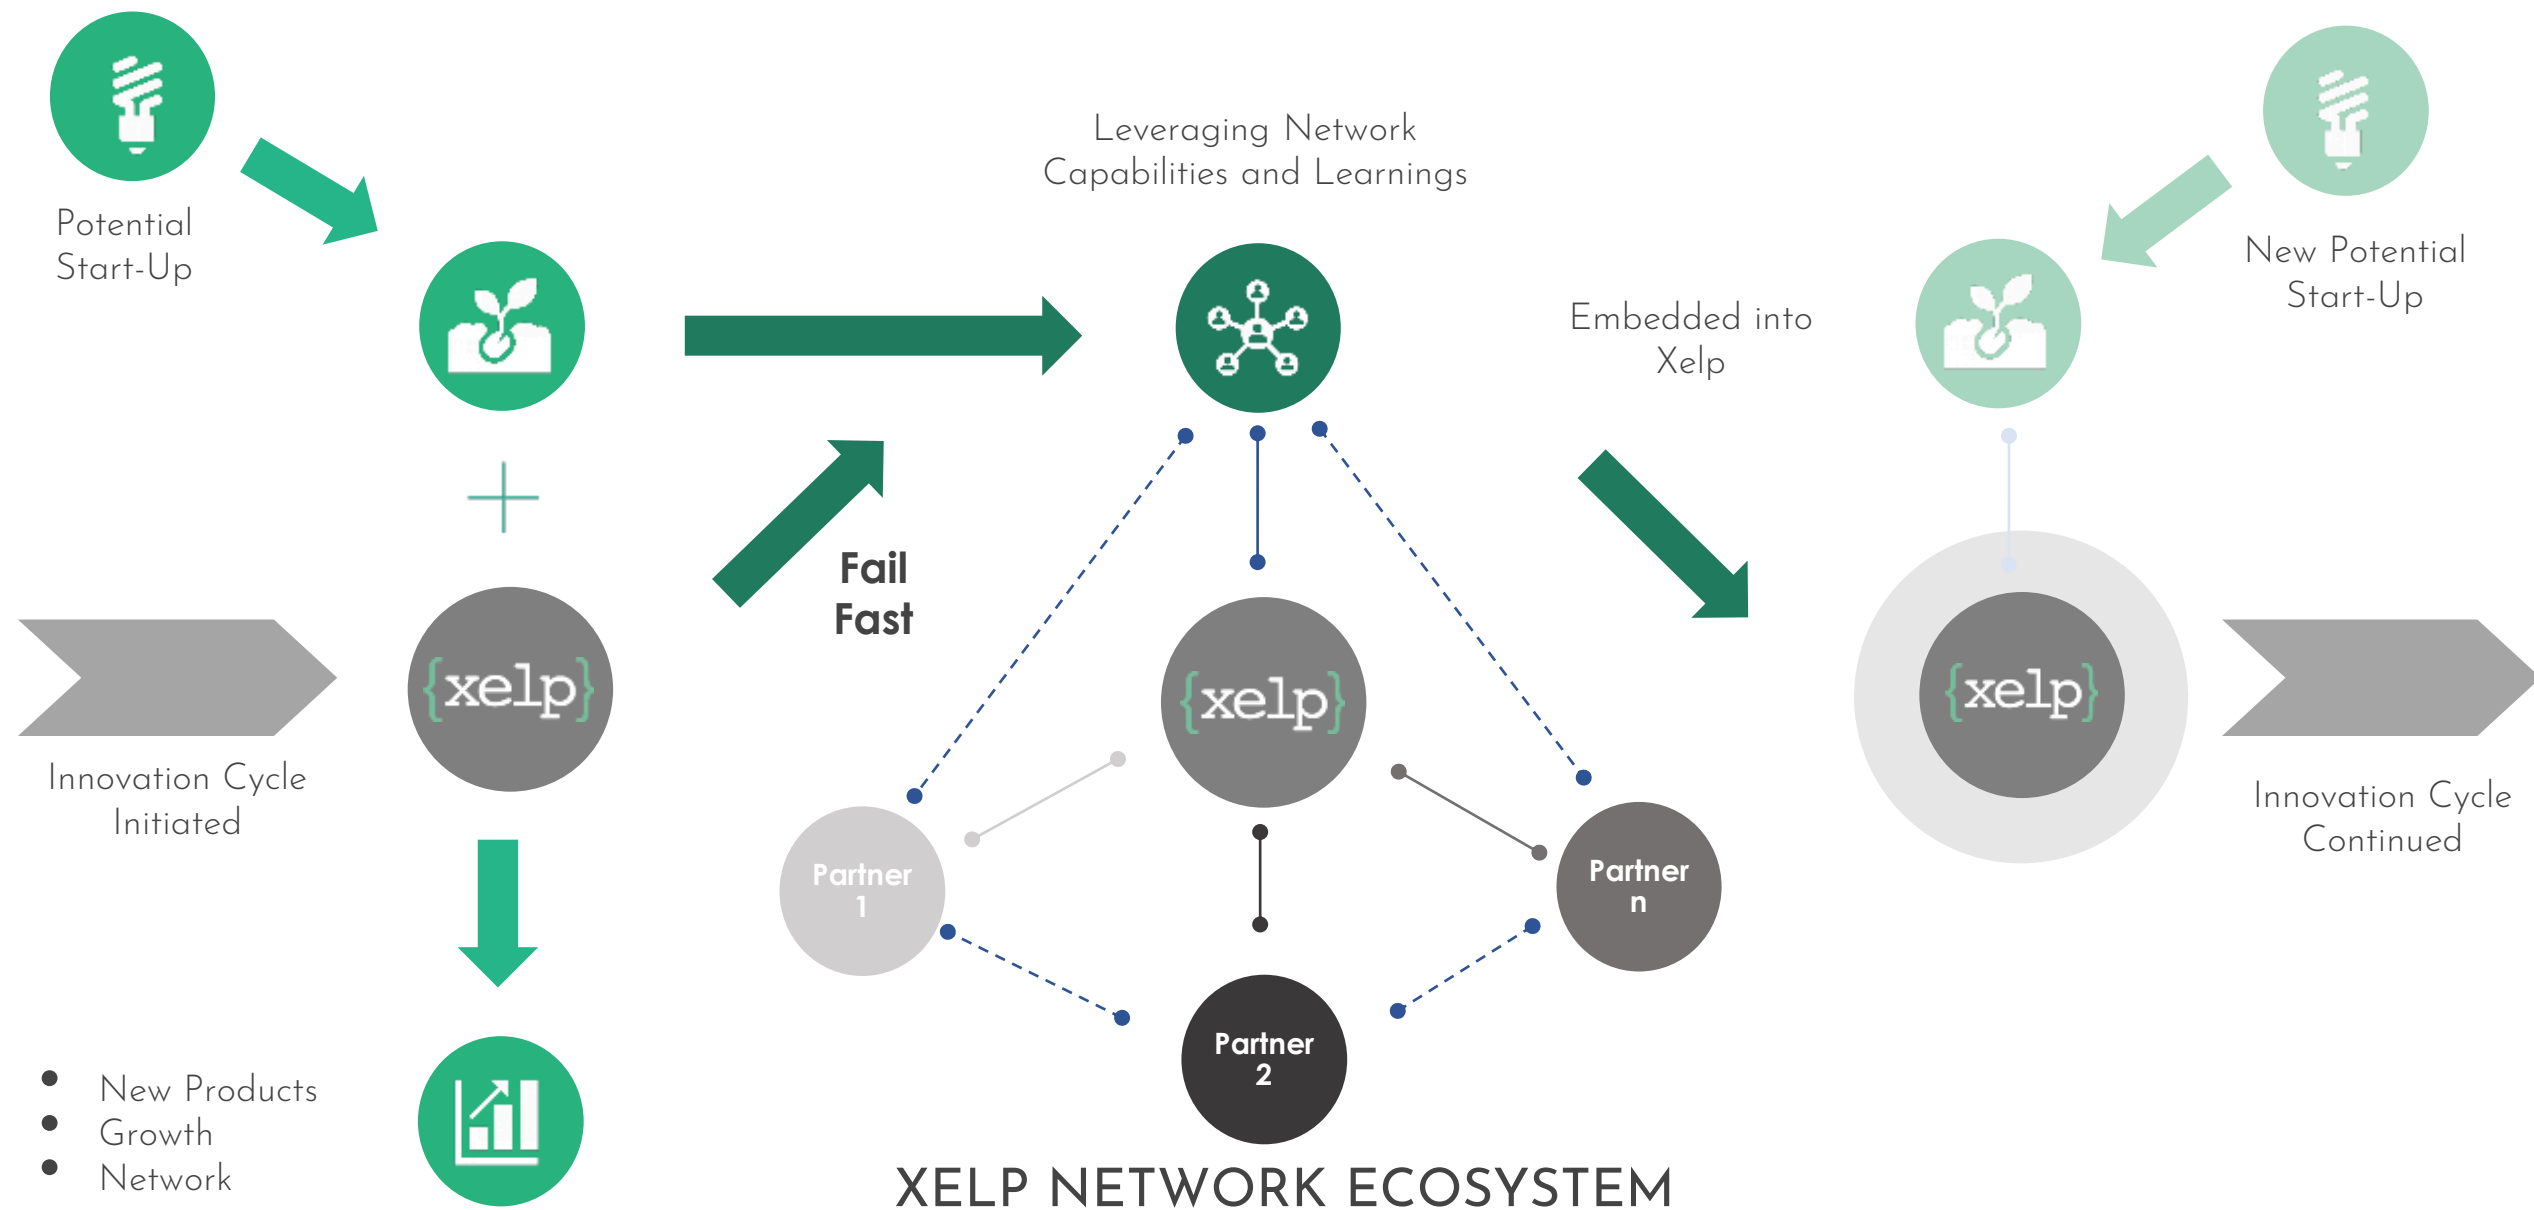 Potential
Start-Up
Leveraging Network
Capabilities and Learnings
New Potential
Start-Up
Embedded into
Xelp
Fail
Fast
{xelp}
{xelp}
{xelp}
Innovation Cycle
Initiated
Innovation Cycle
Continued
Partner
1
Partner
n
Partner
2
• New Products
• Growth
• Network
XELP NETWORK ECOSYSTEM